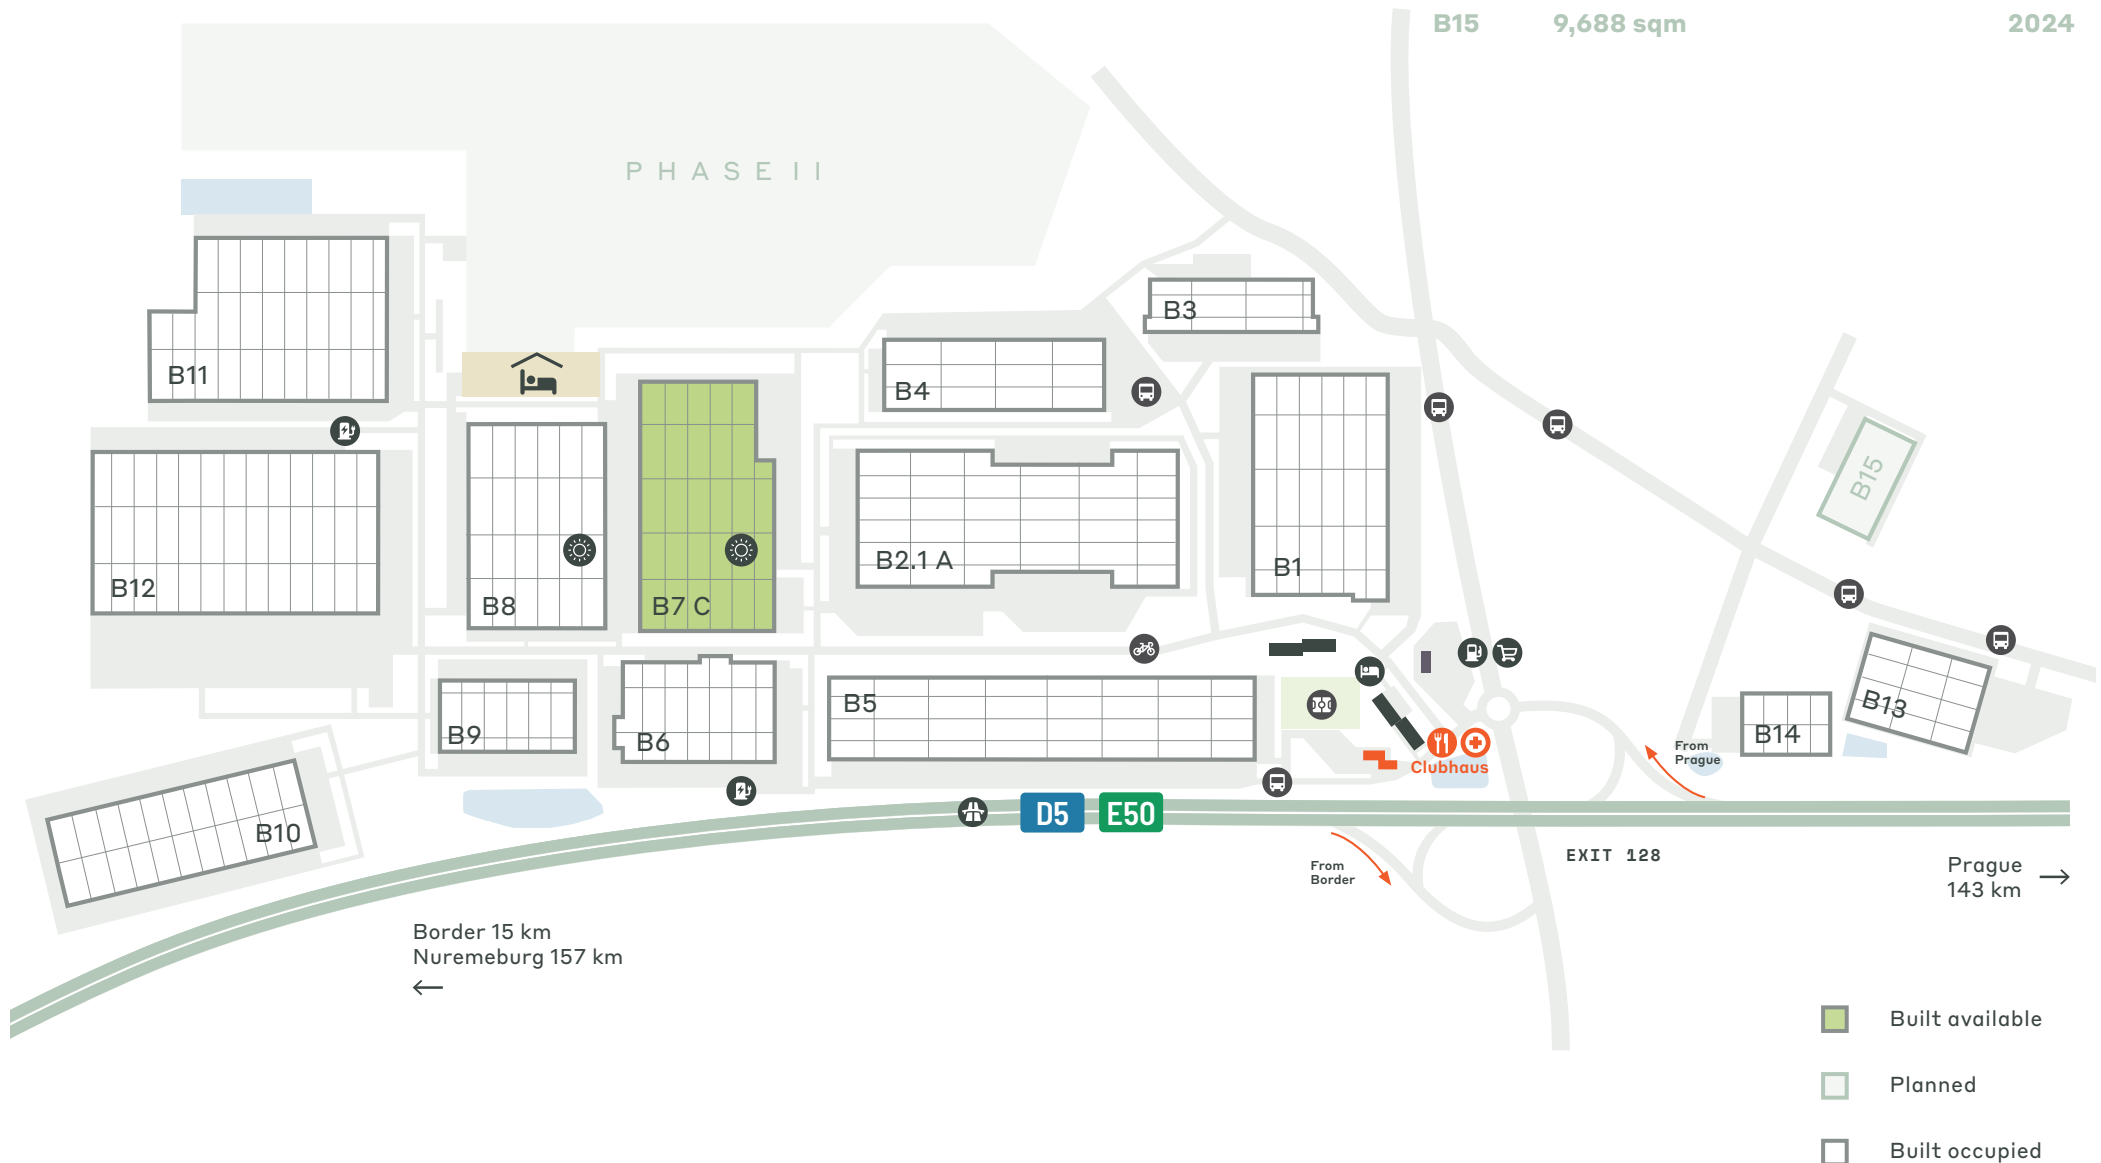 B15 9,688 sqm 2024
PHASE II
B3
B11
B4
B15
B2.1 A
B1
B12
B8
B7 C
B5
B13
B9
B6
B14
From
Prague
Clubhaus
B10
D5 E50
EXIT 128
From
Border
Prague
143 km
Border 15 km
Nuremeburg 157 km
Built available
Planned
Built occupied